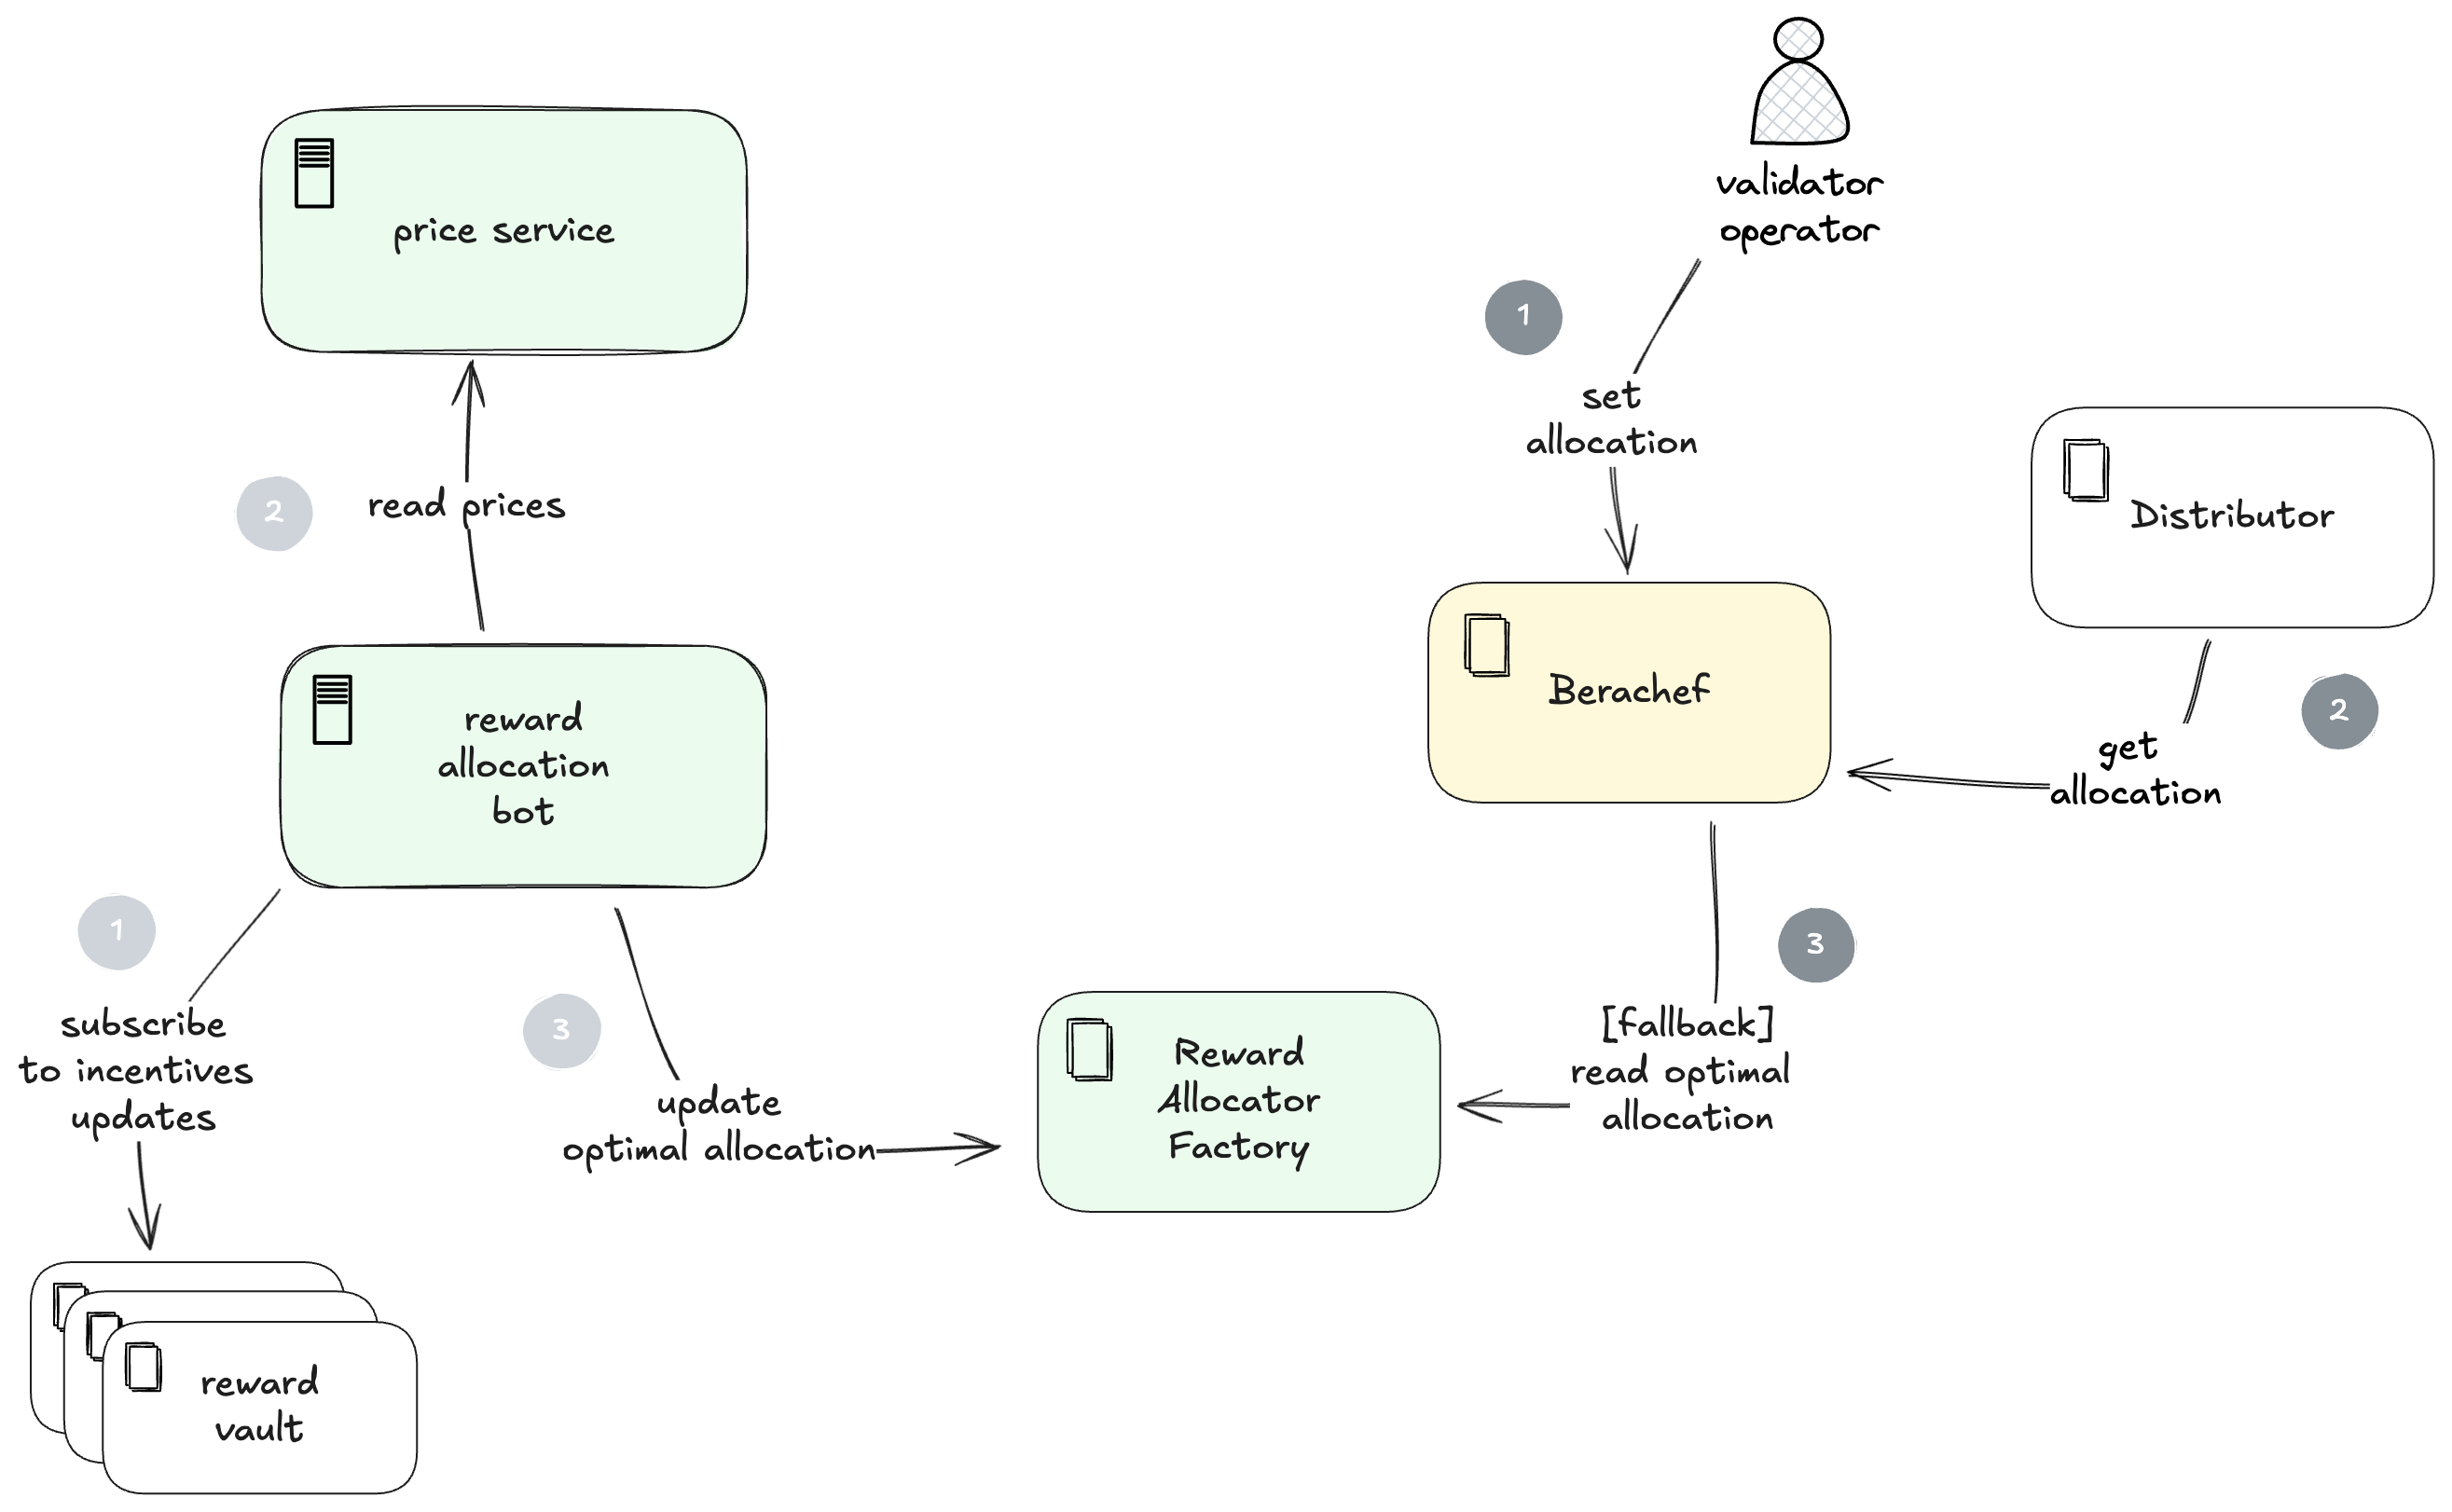 price service
2
read prices
reward
allocation
bot
1
subscribe
to incentives
updates
3
update
optimal allocation
reward
vault
validator
operator
1
set
allocation
Distributor
Berachef
2
get
allocation
3
[fallback]
read optimal
allocation
Reward
Allocator
Factory